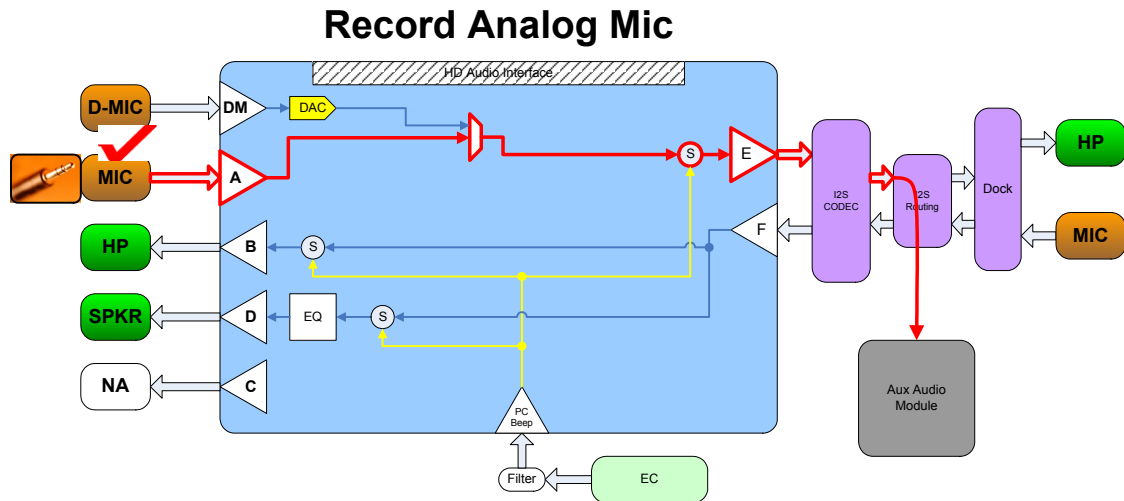 Record Analog Mic
HD Audio Interface
D-MIC
DM
DAC
MIC
A
S
E
I2S
CODEC
I2S
Routing
Dock
HP
MIC
HP
B
S
F
SPKR
D
EQ
S
NA
C
PC
Beep
Aux Audio
Module
Filter
EC